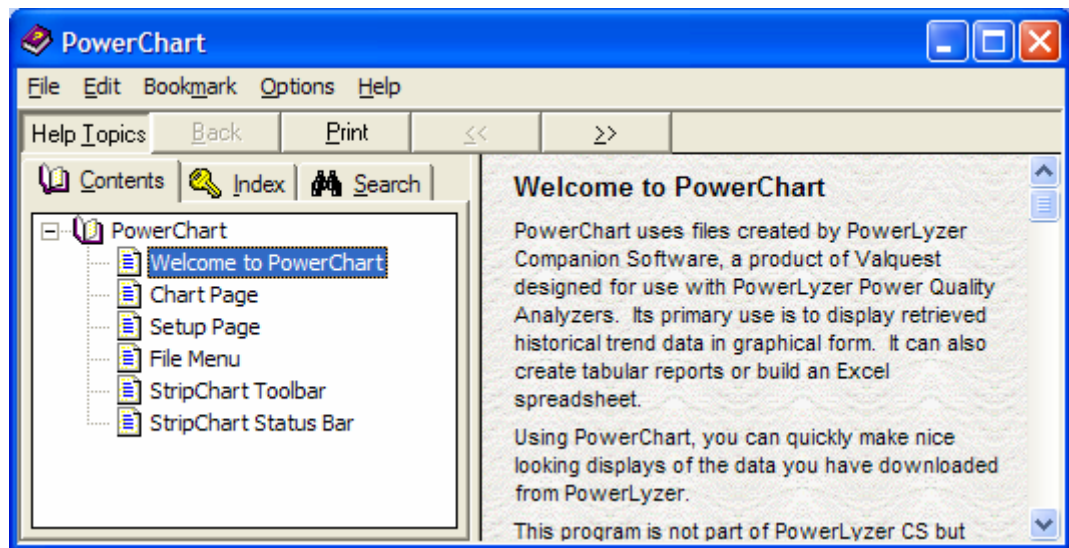 PowerChart
File Edit Bookmark Options Help
Help Topics Back Print << >>
Contents Index Search
PowerChart
Welcome to PowerChart
Chart Page
Setup Page
File Menu
StripChart Toolbar
StripChart Status Bar
Welcome to PowerChart
PowerChart uses files created by PowerLyzer
Companion Software, a product of Valquest
designed for use with PowerLyzer Power Quality
Analyzers.  Its primary use is to display retrieved
historical trend data in graphical form.  It can also
create tabular reports or build an Excel
spreadsheet.
Using PowerChart, you can quickly make nice
looking displays of the data you have downloaded
from PowerLyzer.
This program is not part of PowerLyzer CS but